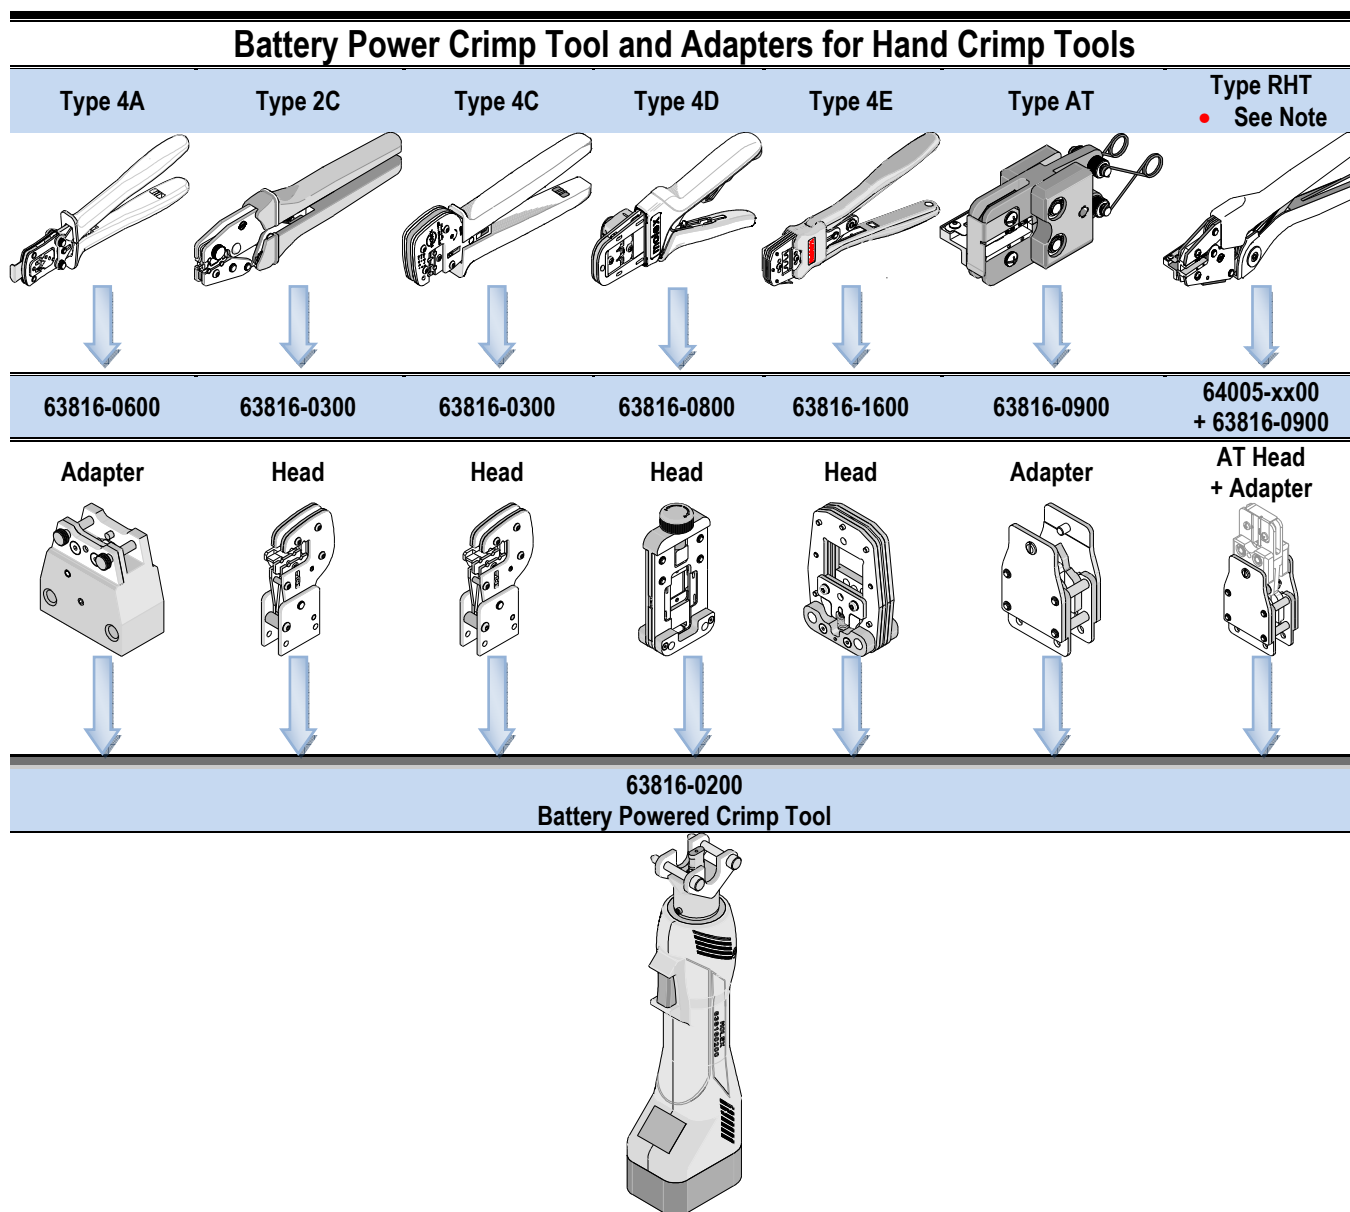 Battery Power Crimp Tool and Adapters for Hand Crimp Tools
Type 4A Type 2C Type 4C Type 4D Type 4E Type AT Type RHT
• See Note
molex
63816-0600 63816-0300 63816-0300 63816-0800 63816-1600 63816-0900 64005-xx00
+ 63816-0900
Adapter Head Head Head Head Adapter AT Head
+ Adapter
63816-0200
Battery Powered Crimp Tool
MOLEX
638160200